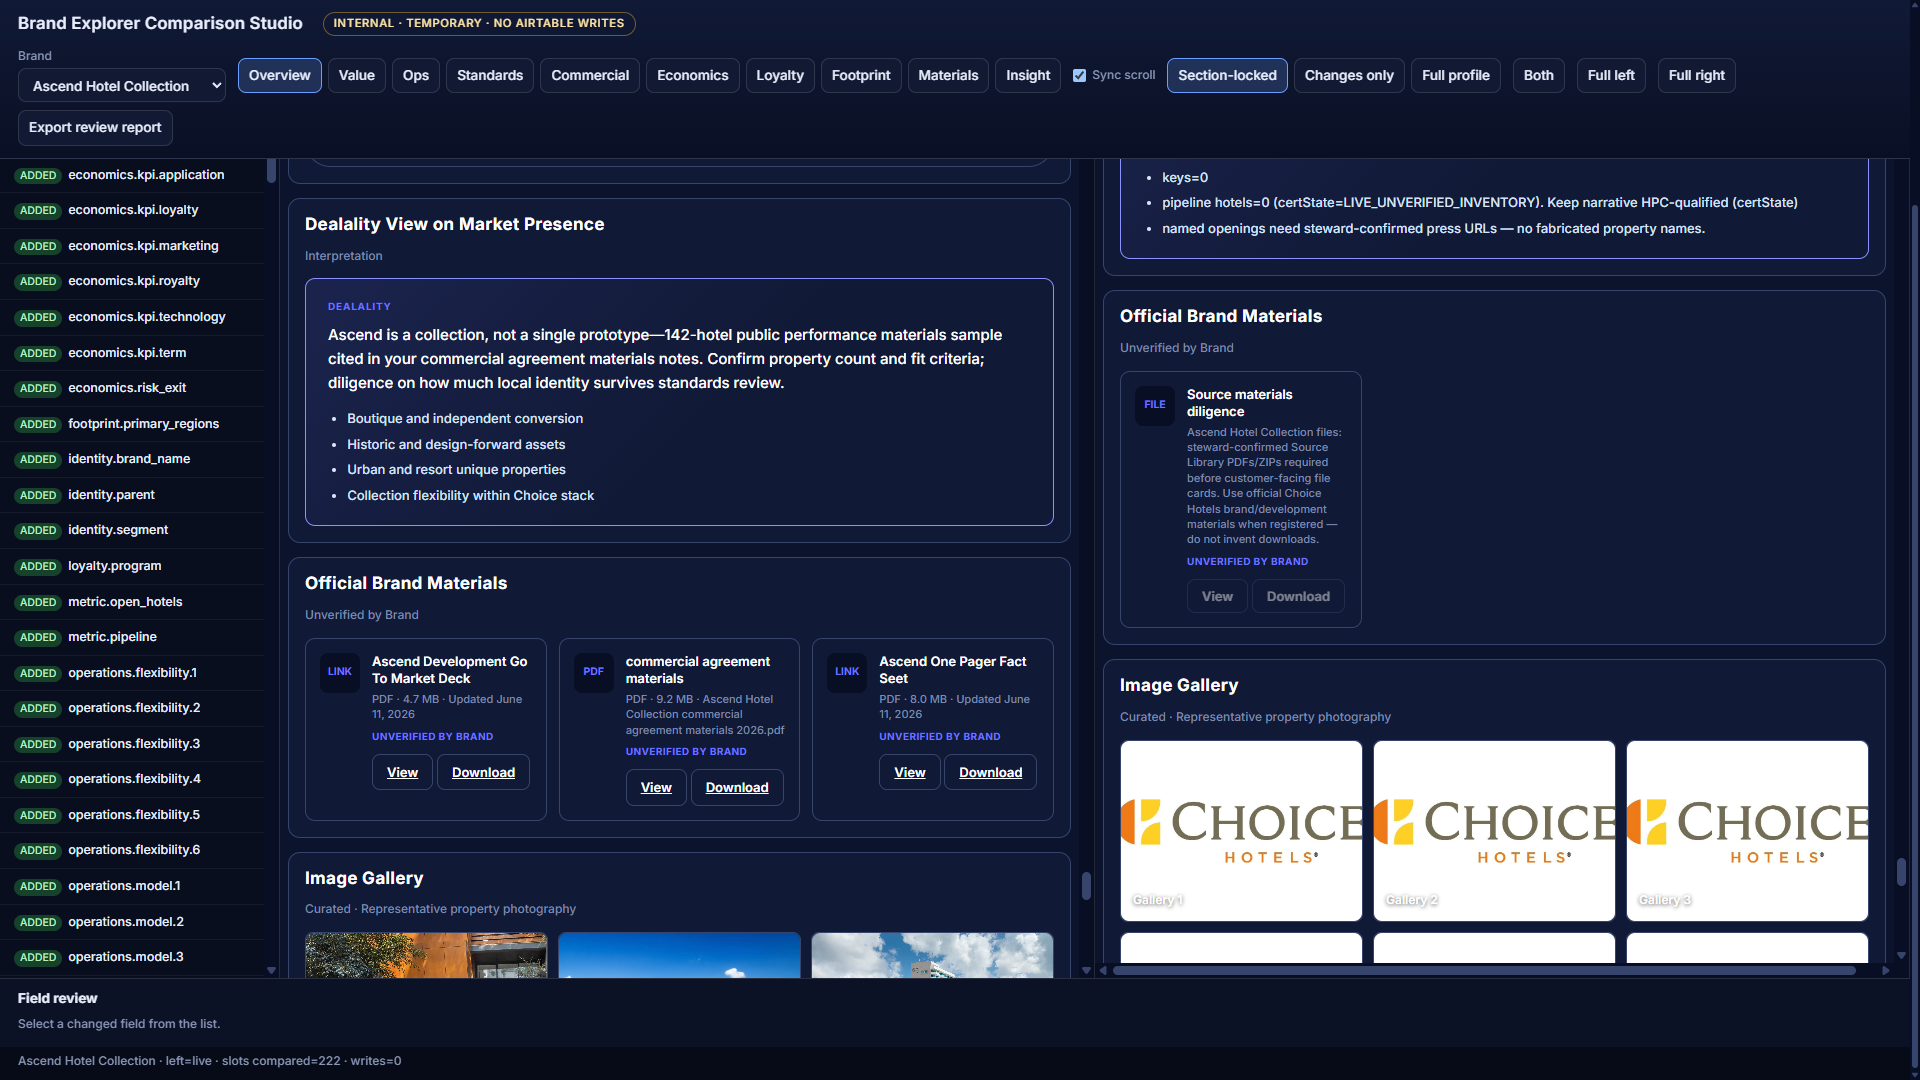 Brand Explorer Comparison Studio
INTERNAL · TEMPORARY · NO AIRTABLE WRITES
Brand
Ascend Hotel Collection
Overview
Value
Ops
Standards
Commercial
Economics
Loyalty
Footprint
Materials
Insight
Sync scroll
Section-locked
Changes only
Full profile
Both
Full left
Full right
Export review report
ADDED economics.kpi.application
ADDED economics.kpi.loyalty
ADDED economics.kpi.marketing
ADDED economics.kpi.royalty
ADDED economics.kpi.technology
ADDED economics.kpi.term
ADDED economics.risk_exit
ADDED footprint.primary_regions
ADDED identity.brand_name
ADDED identity.parent
ADDED identity.segment
ADDED loyalty.program
ADDED metric.open_hotels
ADDED metric.pipeline
ADDED operations.flexibility.1
ADDED operations.flexibility.2
ADDED operations.flexibility.3
ADDED operations.flexibility.4
ADDED operations.flexibility.5
ADDED operations.flexibility.6
ADDED operations.model.1
ADDED operations.model.2
ADDED operations.model.3
Dealality View on Market Presence
Interpretation
DEALALITY
Ascend is a collection, not a single prototype—142-hotel public performance materials sample
cited in your commercial agreement materials notes. Confirm property count and fit criteria;
diligence on how much local identity survives standards review.
• Boutique and independent conversion
• Historic and design-forward assets
• Urban and resort unique properties
• Collection flexibility within Choice stack
Official Brand Materials
Unverified by Brand
LINK
Ascend Development Go
To Market Deck
PDF · 4.7 MB · Updated June
11, 2026
UNVERIFIED BY BRAND
View
Download
PDF
commercial agreement
materials
PDF · 9.2 MB · Ascend Hotel
Collection commercial
agreement materials 2026.pdf
UNVERIFIED BY BRAND
View
Download
LINK
Ascend One Pager Fact
Seet
PDF · 8.0 MB · Updated June
11, 2026
UNVERIFIED BY BRAND
View
Download
Image Gallery
Curated · Representative property photography
• keys=0
• pipeline hotels=0 (certState=LIVE_UNVERIFIED_INVENTORY). Keep narrative HPC-qualified (certState)
• named openings need steward-confirmed press URLs — no fabricated property names.
Official Brand Materials
Unverified by Brand
FILE
Source materials
diligence
Ascend Hotel Collection files:
steward-confirmed Source
Library PDFs/ZIPs required
before customer-facing file
cards. Use official Choice
Hotels brand/development
materials when registered —
do not invent downloads.
UNVERIFIED BY BRAND
View
Download
Image Gallery
Curated · Representative property photography
CHOICE
HOTELS®
Gallery 1
CHOICE
HOTELS®
Gallery 2
CHOICE
HOTELS®
Gallery 3
Field review
Select a changed field from the list.
Ascend Hotel Collection · left=live · slots compared=222 · writes=0